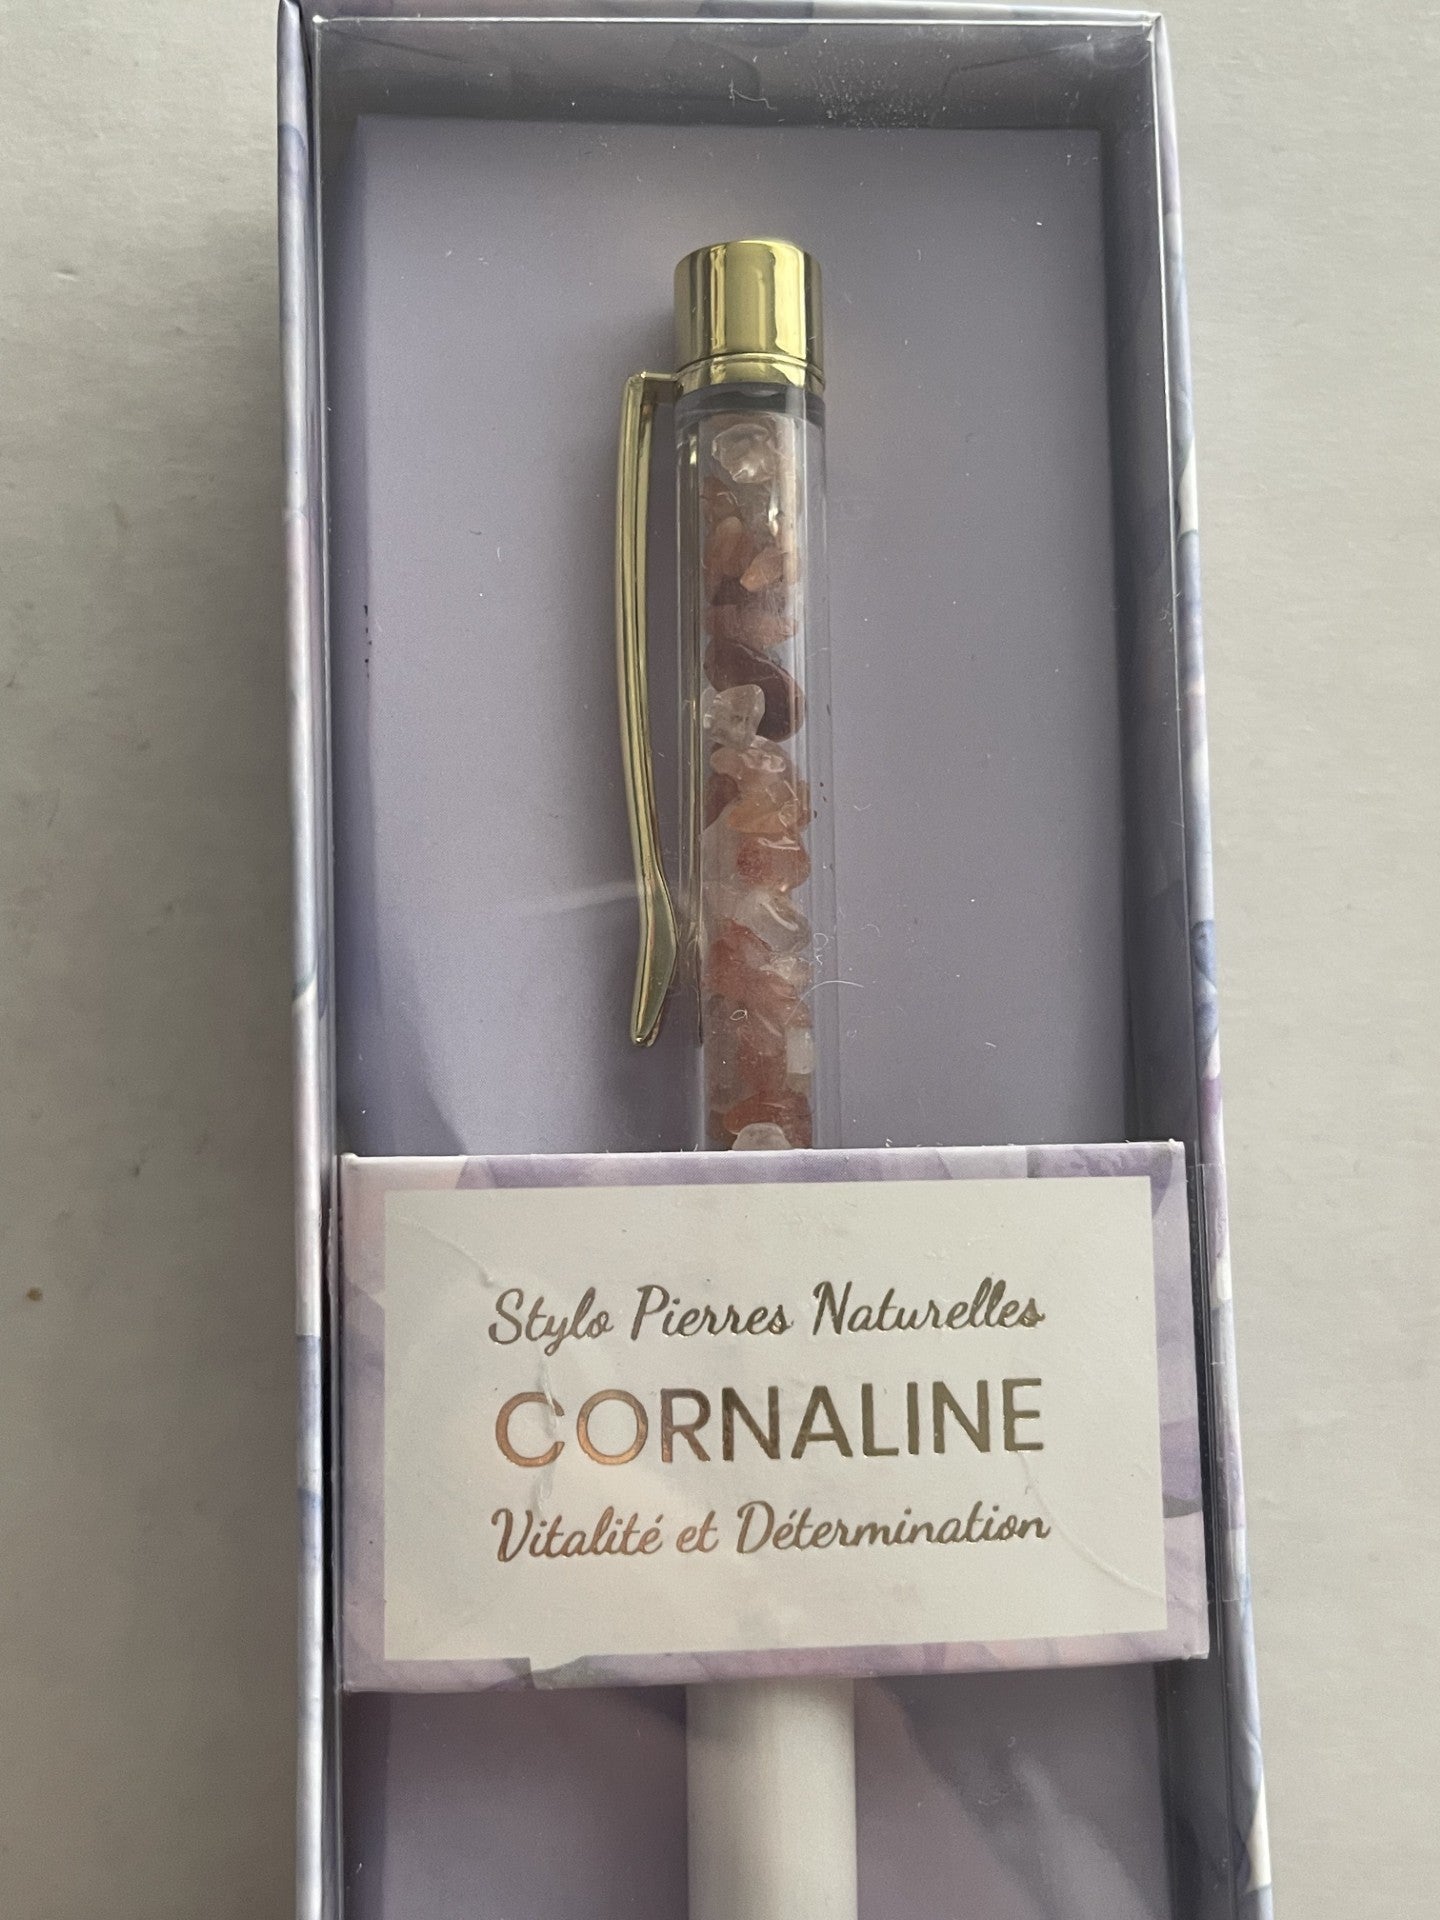 Stylo Pierres Naturelles
CORNALINE
Vitalité et Détermination